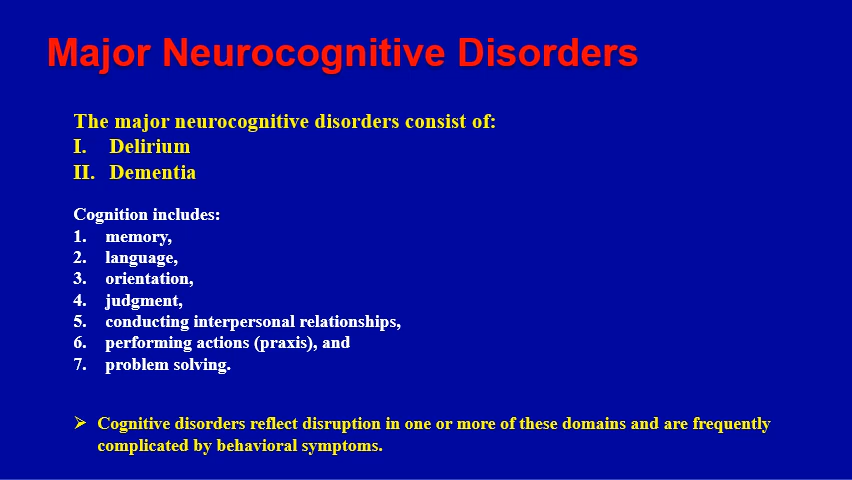 Major Neurocognitive Disorders
The major neurocognitive disorders consist of:
I. Delirium
II. Dementia
Cognition includes:
1. memory,
2. language,
3. orientation,
4. judgment,
5. conducting interpersonal relationships,
6. performing actions (praxis), and
7. problem solving.
➢ Cognitive disorders reflect disruption in one or more of these domains and are frequently
complicated by behavioral symptoms.